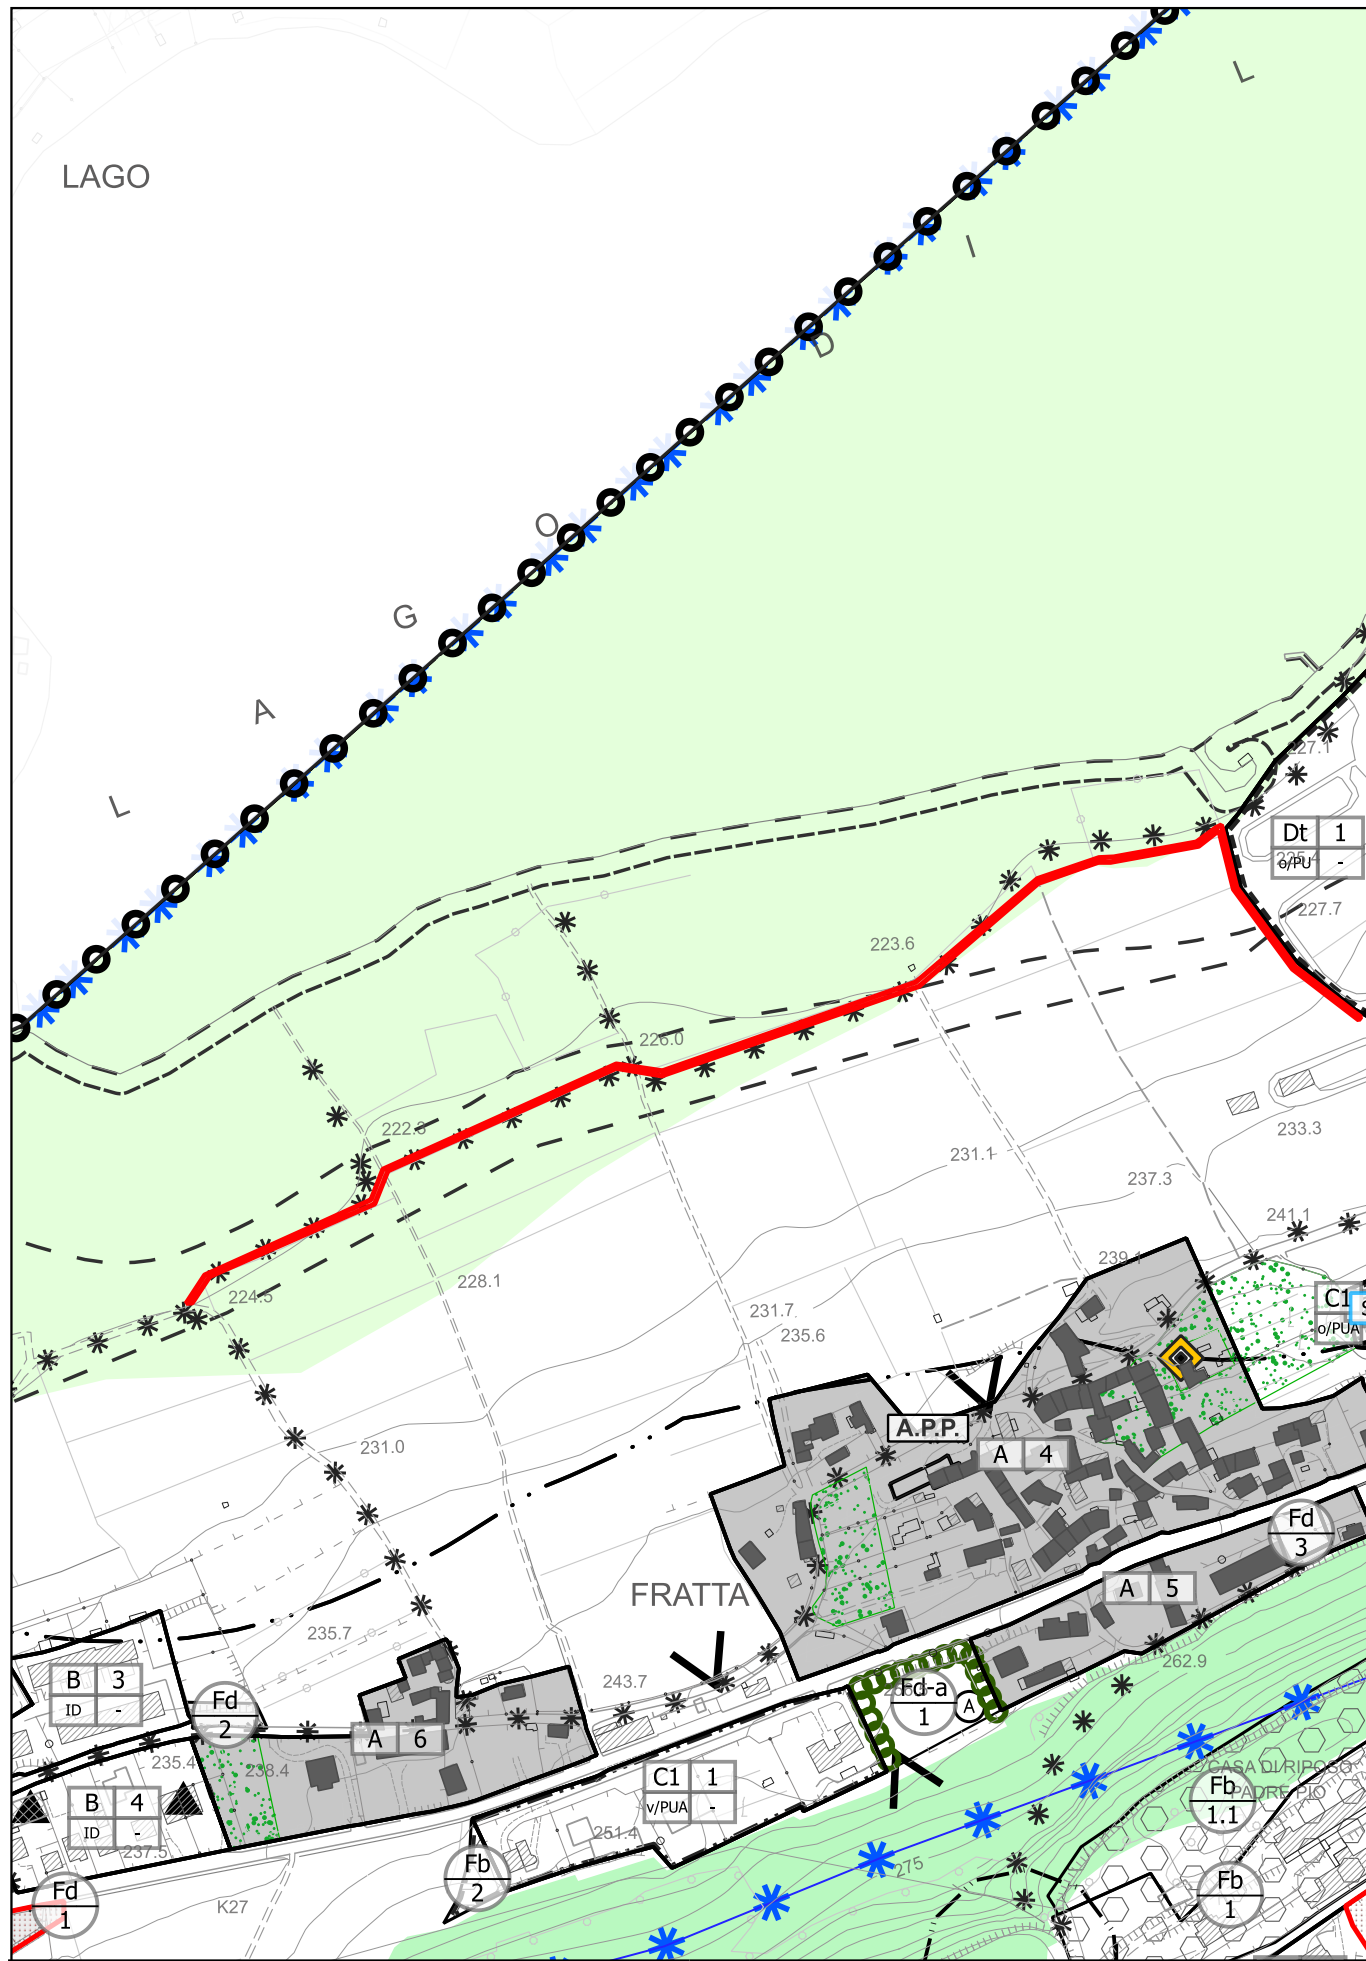 L
LAGO
I
D
O
G
A
L
227.1
Dt 1
o/PU -
227.7
223.6
226.0
222.8
233.3
231.1
237.3
241.1
239.1
228.1
224.5
231.7
235.6
C1
o/PUA
S
A.P.P.
A 4
231.0
Fd
3
A 5
FRATTA
235.7
243.7
262.9
B 3
ID -
Fd
2
Fd-a
1
A
A 6
235.4
238.4
C1 1
v/PUA -
CASA DI RIPOSO
PADRE PIO
Fb
1.1
B 4
ID -
237.5
251.4
275
Fb
2
Fb
1
Fd
1
K27